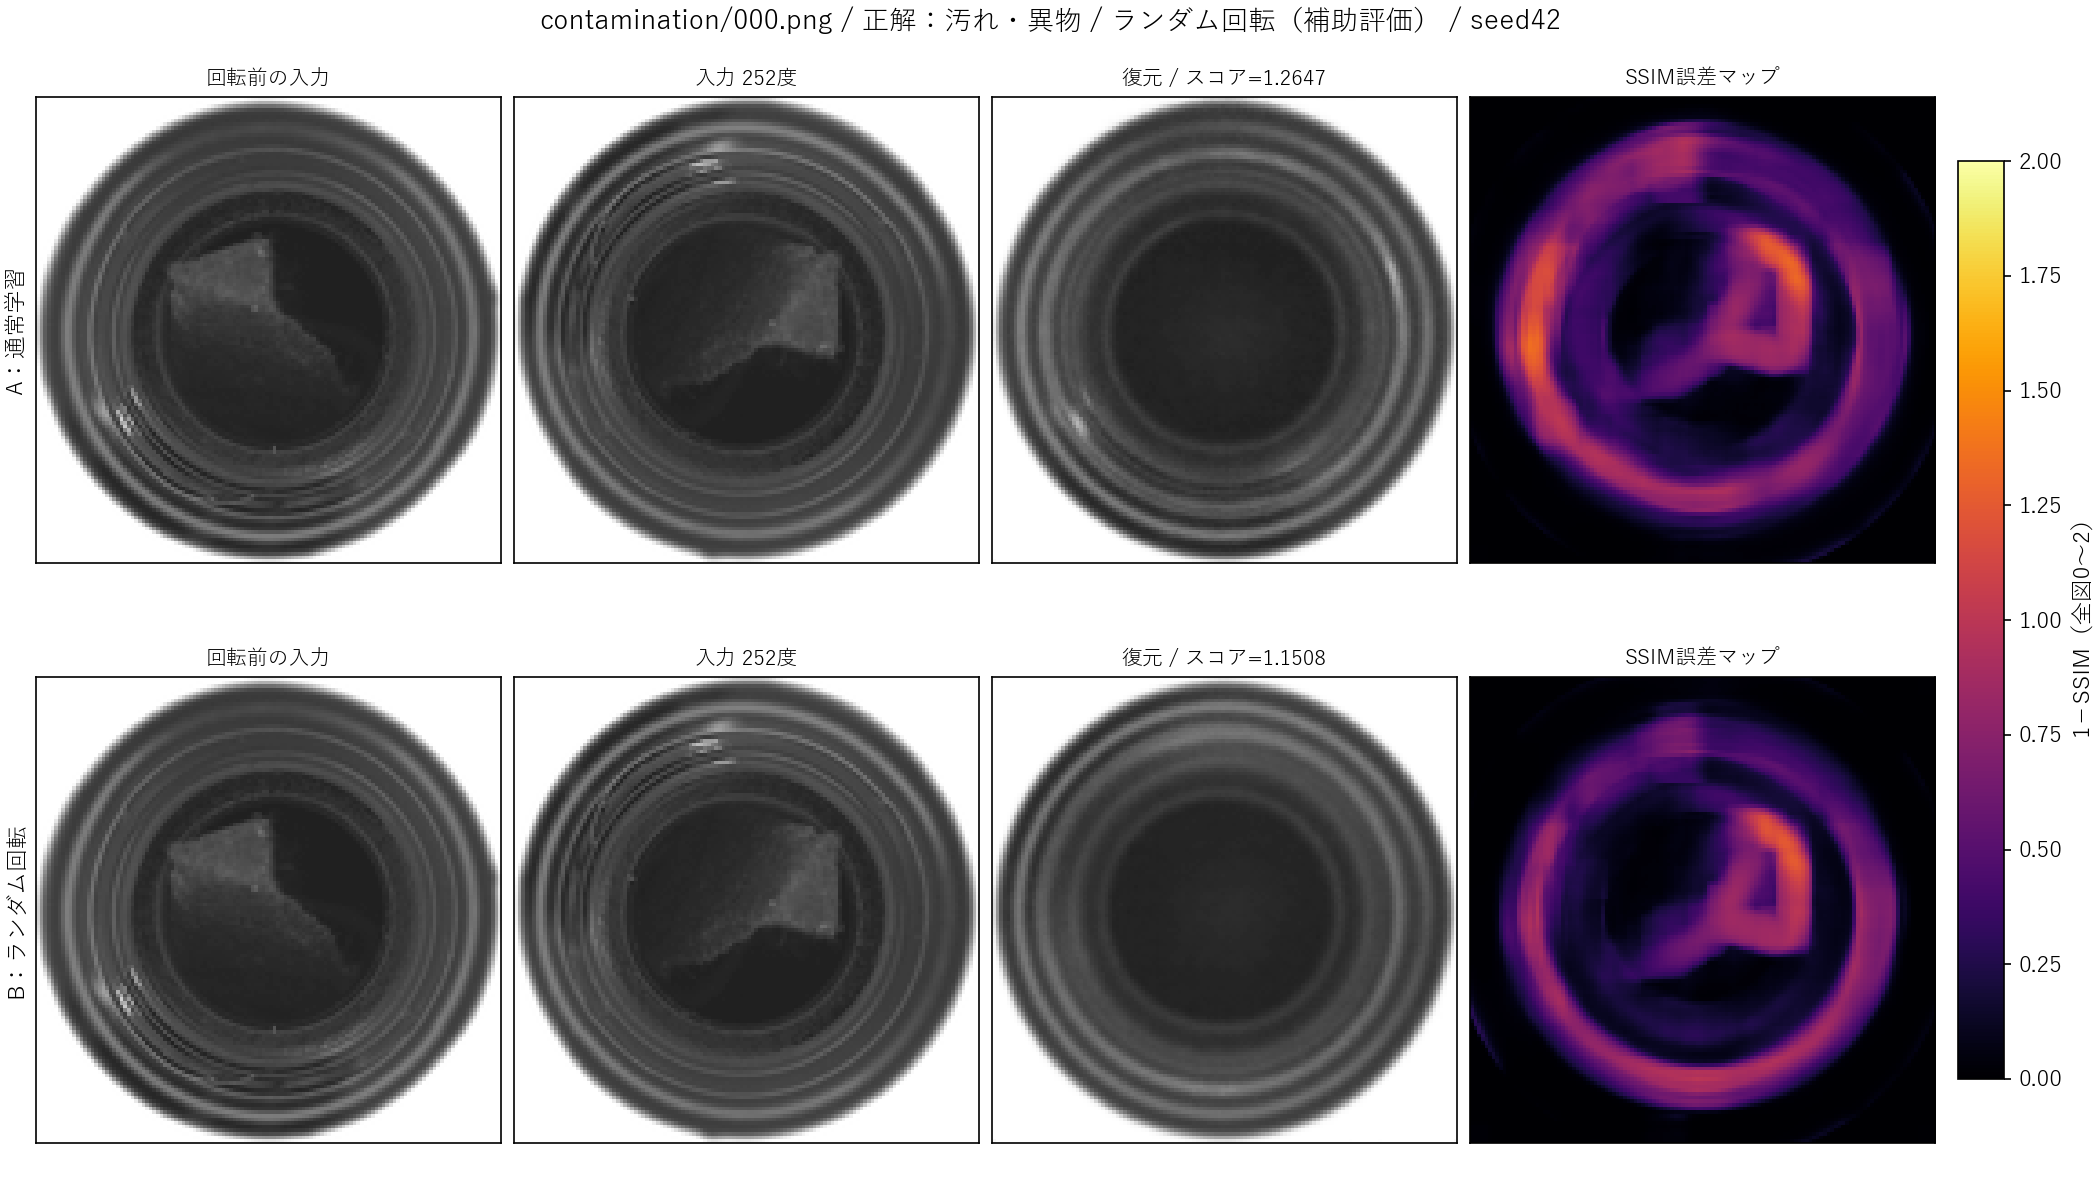 contamination/000.png / 正解：汚れ・異物 / ランダム回転（補助評価） / seed42
回転前の入力
入力 252度
復元 / スコア=1.2647
SSIM誤差マップ
A：通常学習
回転前の入力
入力 252度
復元 / スコア=1.1508
SSIM誤差マップ
B：ランダム回転
2.00
1.75
1.50
1.25
1.00
0.75
0.50
0.25
0.00
1－SSIM（全図0～2）